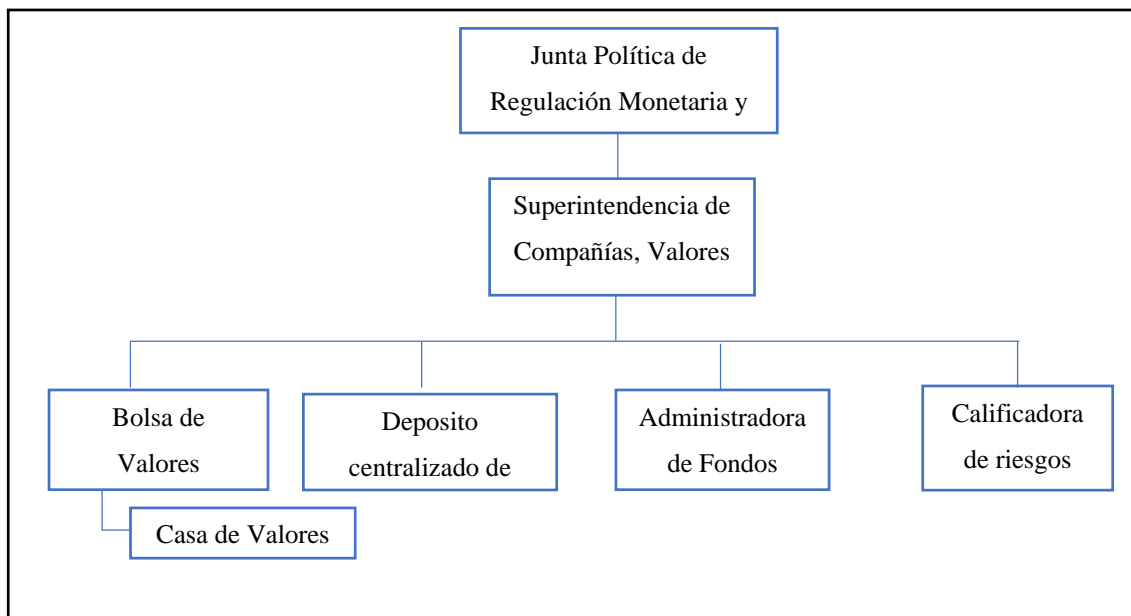 Junta Política de
Regulación Monetaria y
Superintendencia de
Compañías, Valores
Bolsa de
Valores
Deposito
centralizado de
Administradora
de Fondos
Calificadora
de riesgos
Casa de Valores